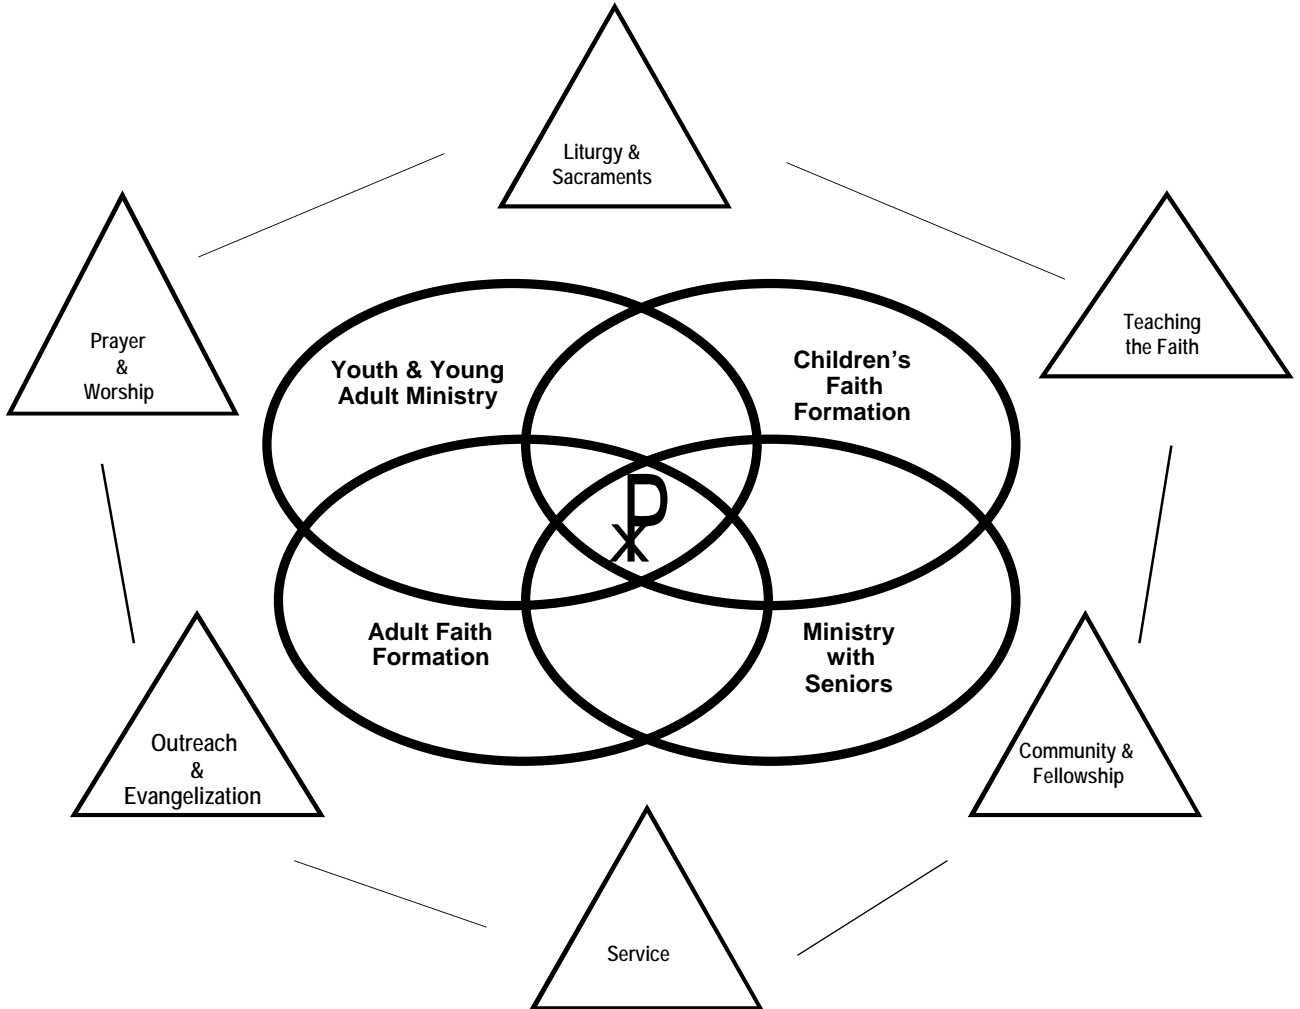 Liturgy &
Sacraments
Prayer
&
Worship
Teaching
the Faith
Youth & Young
Adult Ministry
Children’s
Faith
Formation
Adult Faith
Formation
Ministry
with
Seniors
Outreach
&
Evangelization
Community &
Fellowship
Service